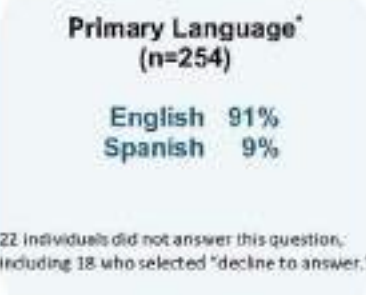 Primary Language*
(n=254)
English 91%
Spanish 9%
22 individuals did not answer this question,
including 18 who selected "decline to answer."